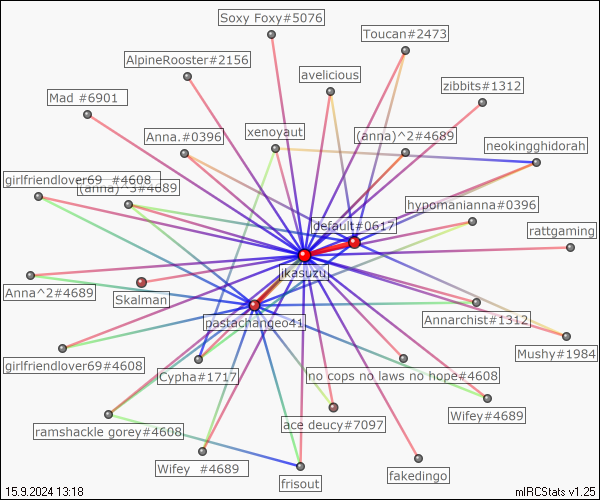 Soxy Foxy#5076
Toucan#2473
AlpineRooster#2156
avelicious
zibbits#1312
Mad #6901
Anna.#0396
xenoyaut
(anna)^2#4689
neokingghidorah
girlfriendlover69 #4608
(anna)^3#4689
hypomanianna#0396
default#0617
rattgaming
ikasuzu
Anna^2#4689
Skalman
pastachange041
Annarchist#1312
Mushy#1984
girlfriendlover69#4608
Cypha#1717
no cops no laws no hope#4608
Wifey#4689
ramshackle gorey#4608
ace deucy#7097
Wifey #4689
frisout
fakedingo
15.9.2024 13:18
mIRCStats v1.25